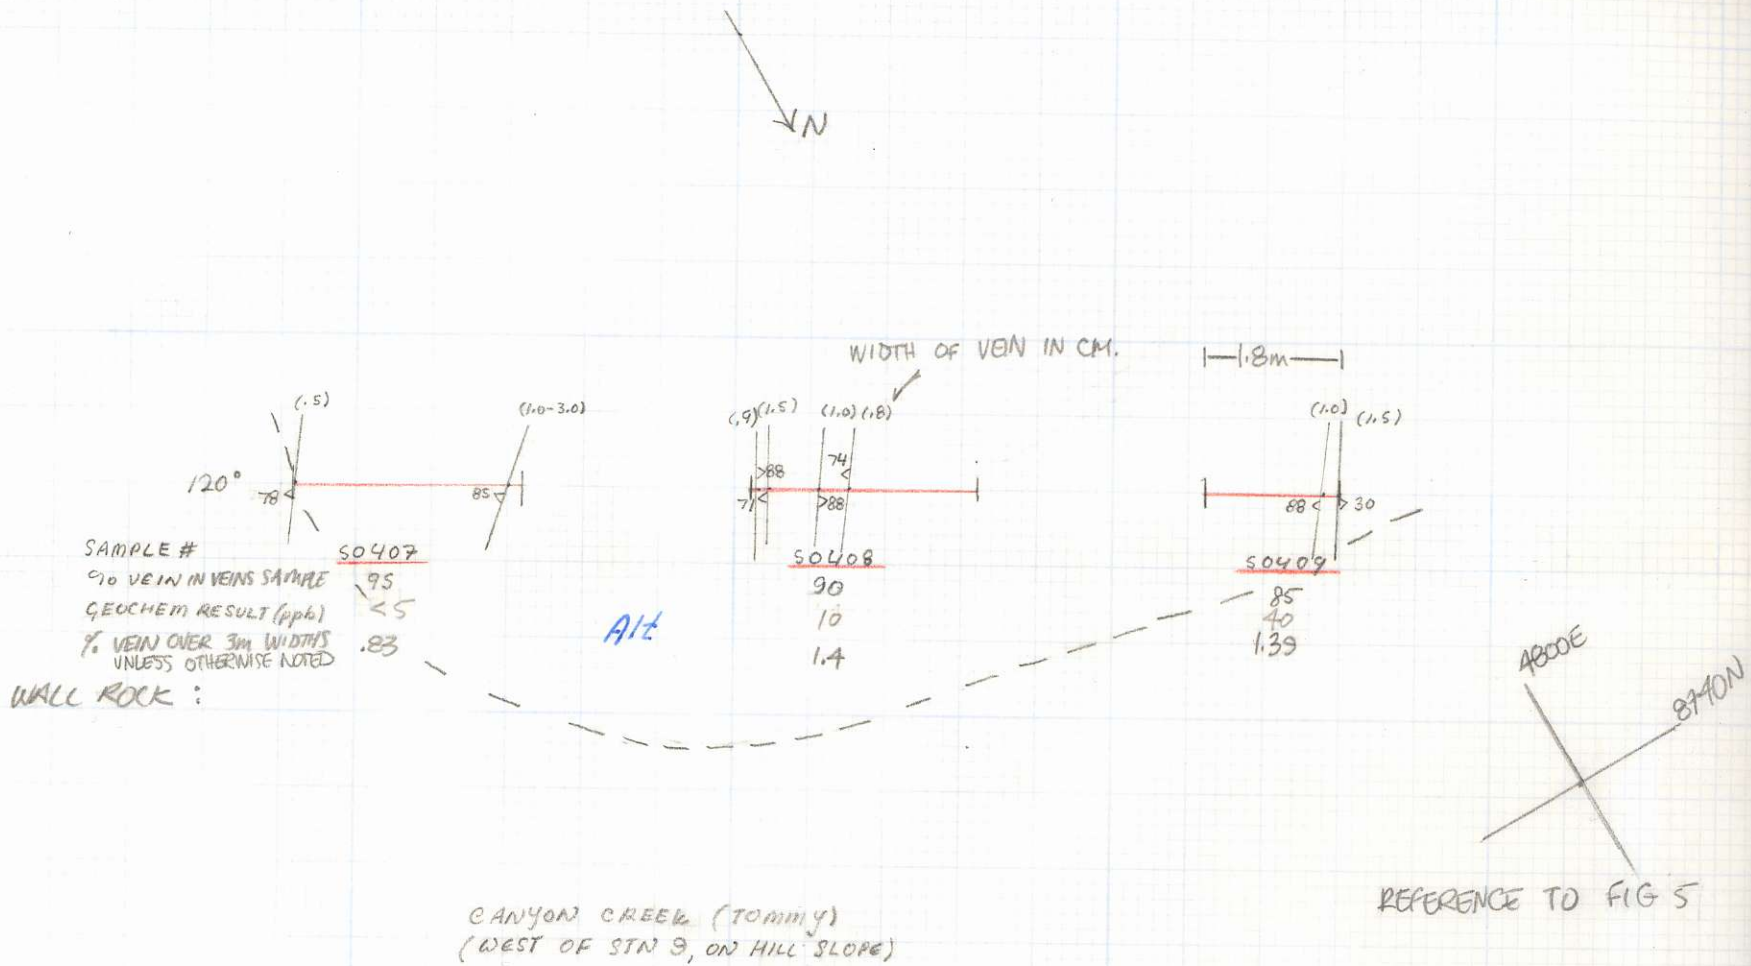 N
WIDTH OF VEIN IN CM.
1.8m
(.5)
(1.0-3.0)
(.9) (1.5) (1.0) (.8)
(1.0) (1.5)
120°
78
85
88
74
71
88
88
30
SAMPLE # 50407 50408 50409
% VEIN IN VEINS SAMPLE 95 90 85
GEOCHEM RESULT (ppb) <5 10 40
% VEIN OVER 3m WIDTHS .83 1.4 1.39
UNLESS OTHERWISE NOTED
Alt
WALL ROCK :
4800E
8740N
REFERENCE TO FIG 5
CANYON CREEK (TOMMY)
(WEST OF STN 9, ON HILL SLOPE)